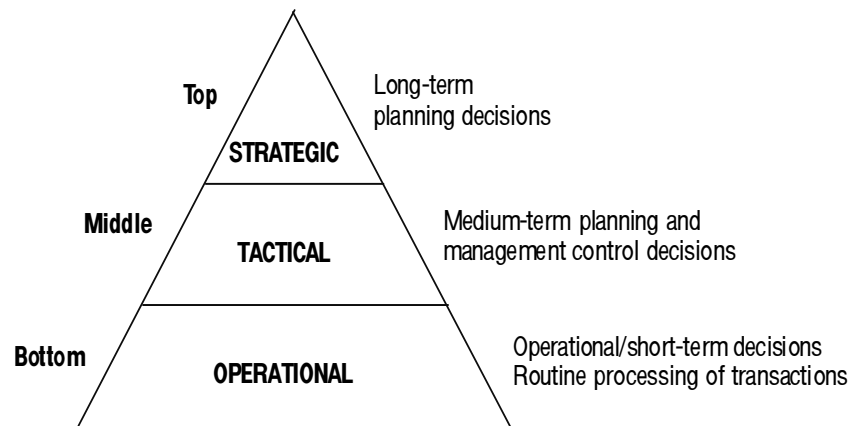 Top
Long-term
planning decisions
STRATEGIC
Middle
Medium-term planning and
management control decisions
TACTICAL
Bottom
Operational/short-term decisions
Routine processing of transactions
OPERATIONAL